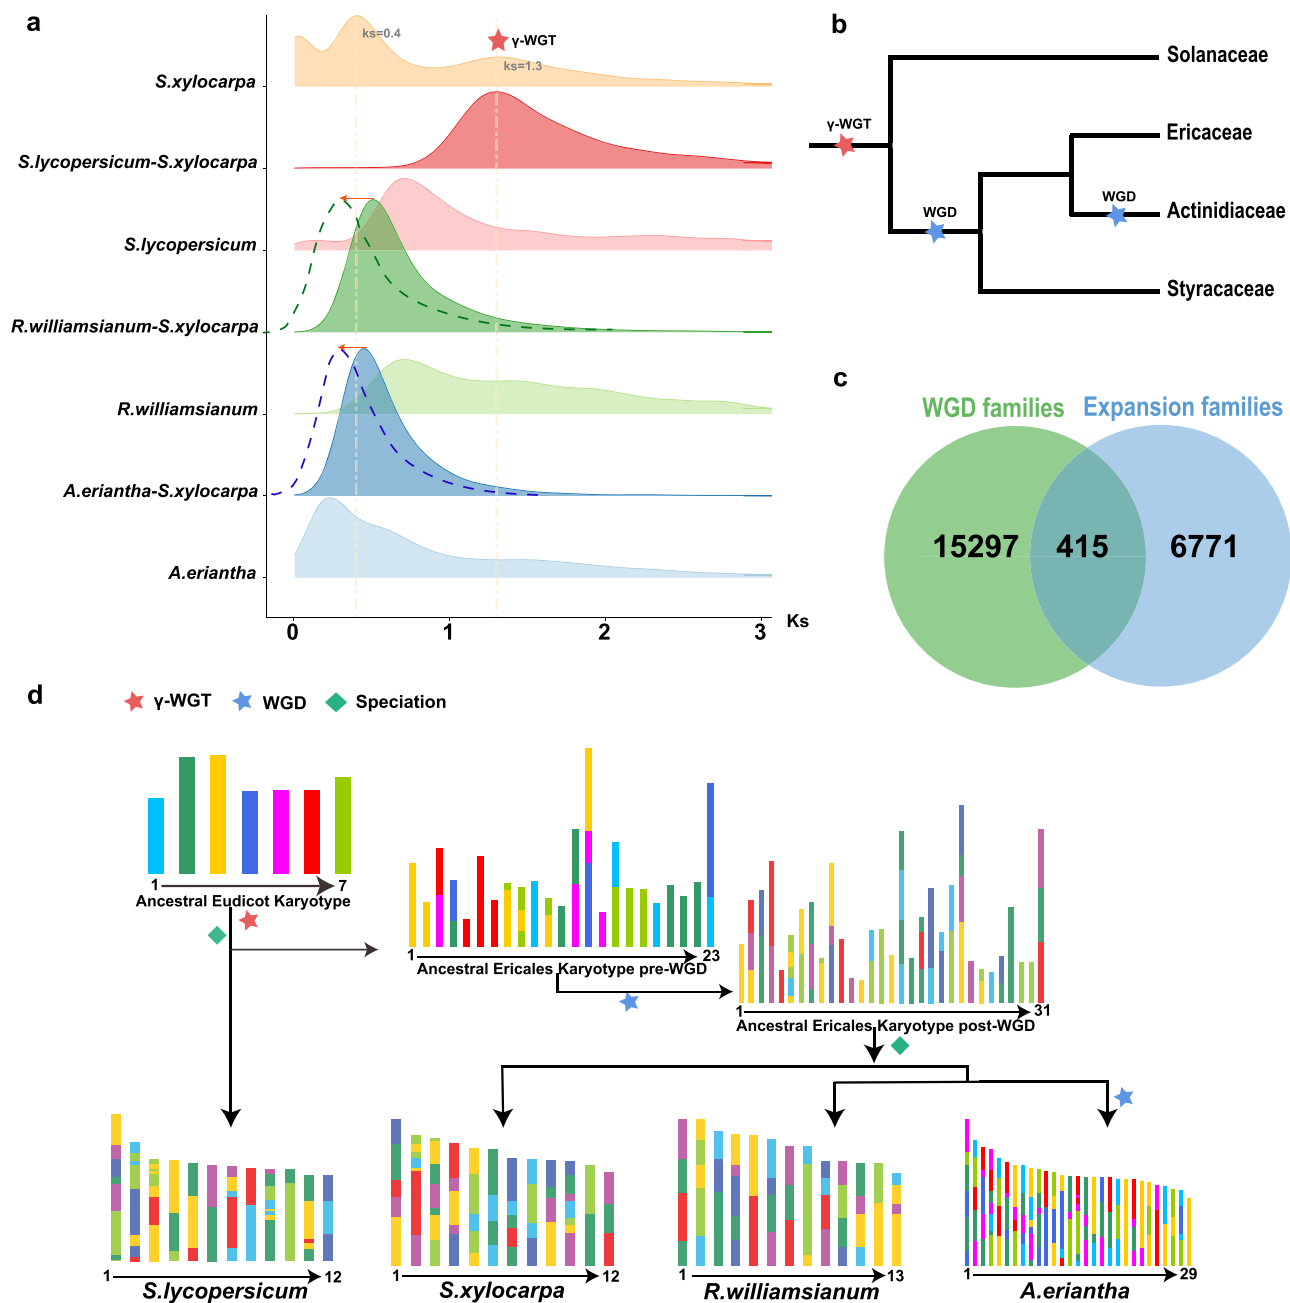 a
ks=0.4
γ-WGT
ks=1.3
S.xylocarpa
S.lycopersicum-S.xylocarpa
S.lycopersicum
R.williamsianum-S.xylocarpa
R.williamsianum
A.eriantha-S.xylocarpa
A.eriantha
0 1 2 3 Ks
b
Solanaceae
γ-WGT
Ericaceae
WGD
Actinidiaceae
WGD
Styracaceae
c
WGD families Expansion families
15297 415 6771
d
γ-WGT WGD Speciation
1 7
Ancestral Eudicot Karyotype
1 23
Ancestral Ericales Karyotype pre-WGD
1 31
Ancestral Ericales Karyotype post-WGD
1 12
S.lycopersicum
1 12
S.xylocarpa
1 13
R.williamsianum
1 29
A.eriantha